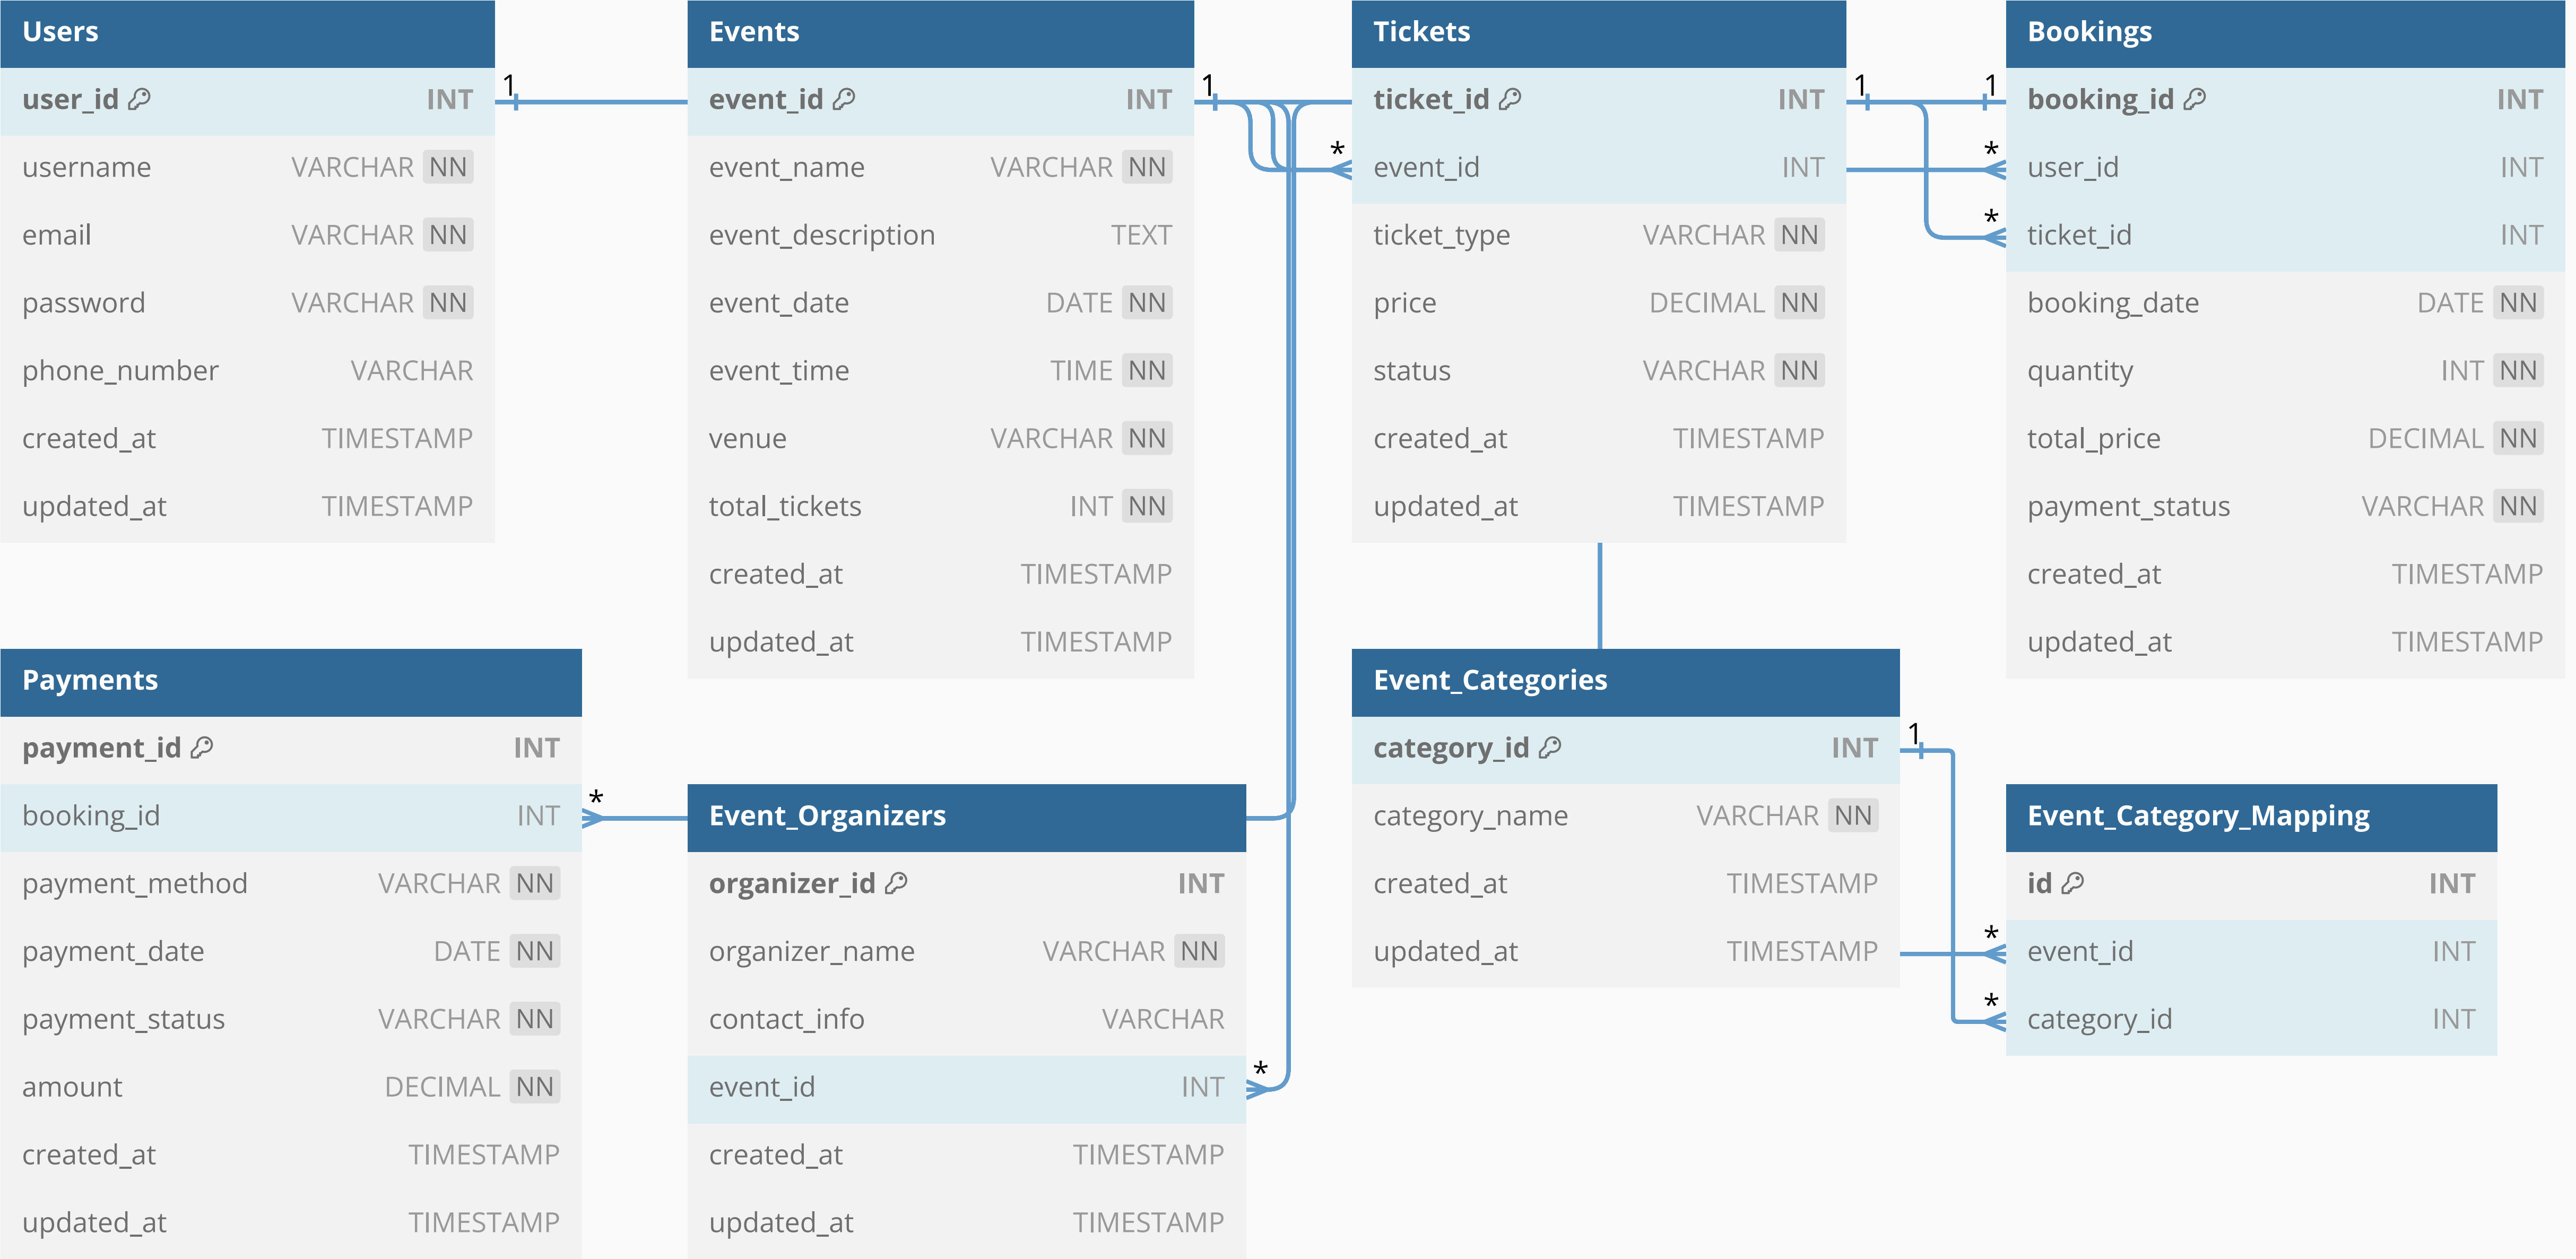 Users
user_id INT
username VARCHAR NN
email VARCHAR NN
password VARCHAR NN
phone_number VARCHAR
created_at TIMESTAMP
updated_at TIMESTAMP
1
Events
event_id INT
event_name VARCHAR NN
event_description TEXT
event_date DATE NN
event_time TIME NN
venue VARCHAR NN
total_tickets INT NN
created_at TIMESTAMP
updated_at TIMESTAMP
1
*
Tickets
ticket_id INT
event_id INT
ticket_type VARCHAR NN
price DECIMAL NN
status VARCHAR NN
created_at TIMESTAMP
updated_at TIMESTAMP
1
1
*
*
Bookings
booking_id INT
user_id INT
ticket_id INT
booking_date DATE NN
quantity INT NN
total_price DECIMAL NN
payment_status VARCHAR NN
created_at TIMESTAMP
updated_at TIMESTAMP
Payments
payment_id INT
booking_id INT
payment_method VARCHAR NN
payment_date DATE NN
payment_status VARCHAR NN
amount DECIMAL NN
created_at TIMESTAMP
updated_at TIMESTAMP
*
Event_Organizers
organizer_id INT
organizer_name VARCHAR NN
contact_info VARCHAR
event_id INT
created_at TIMESTAMP
updated_at TIMESTAMP
*
Event_Categories
category_id INT
category_name VARCHAR NN
created_at TIMESTAMP
updated_at TIMESTAMP
1
*
*
Event_Category_Mapping
id INT
event_id INT
category_id INT